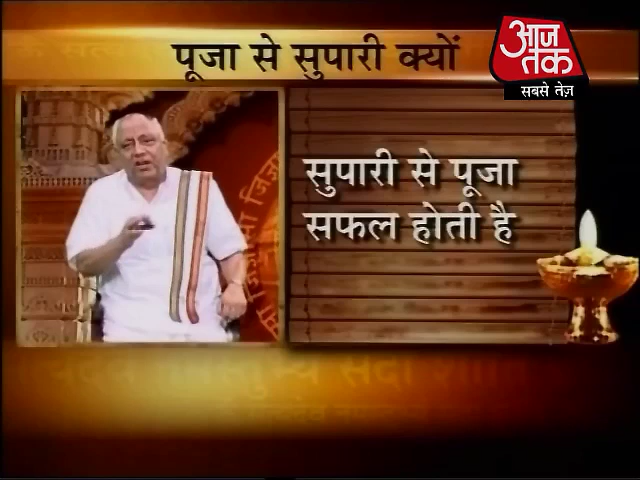 पूजा से सुपारी क्यों
आज
तक
सबसे तेज़
सुपारी से पूजा
सफल होती है